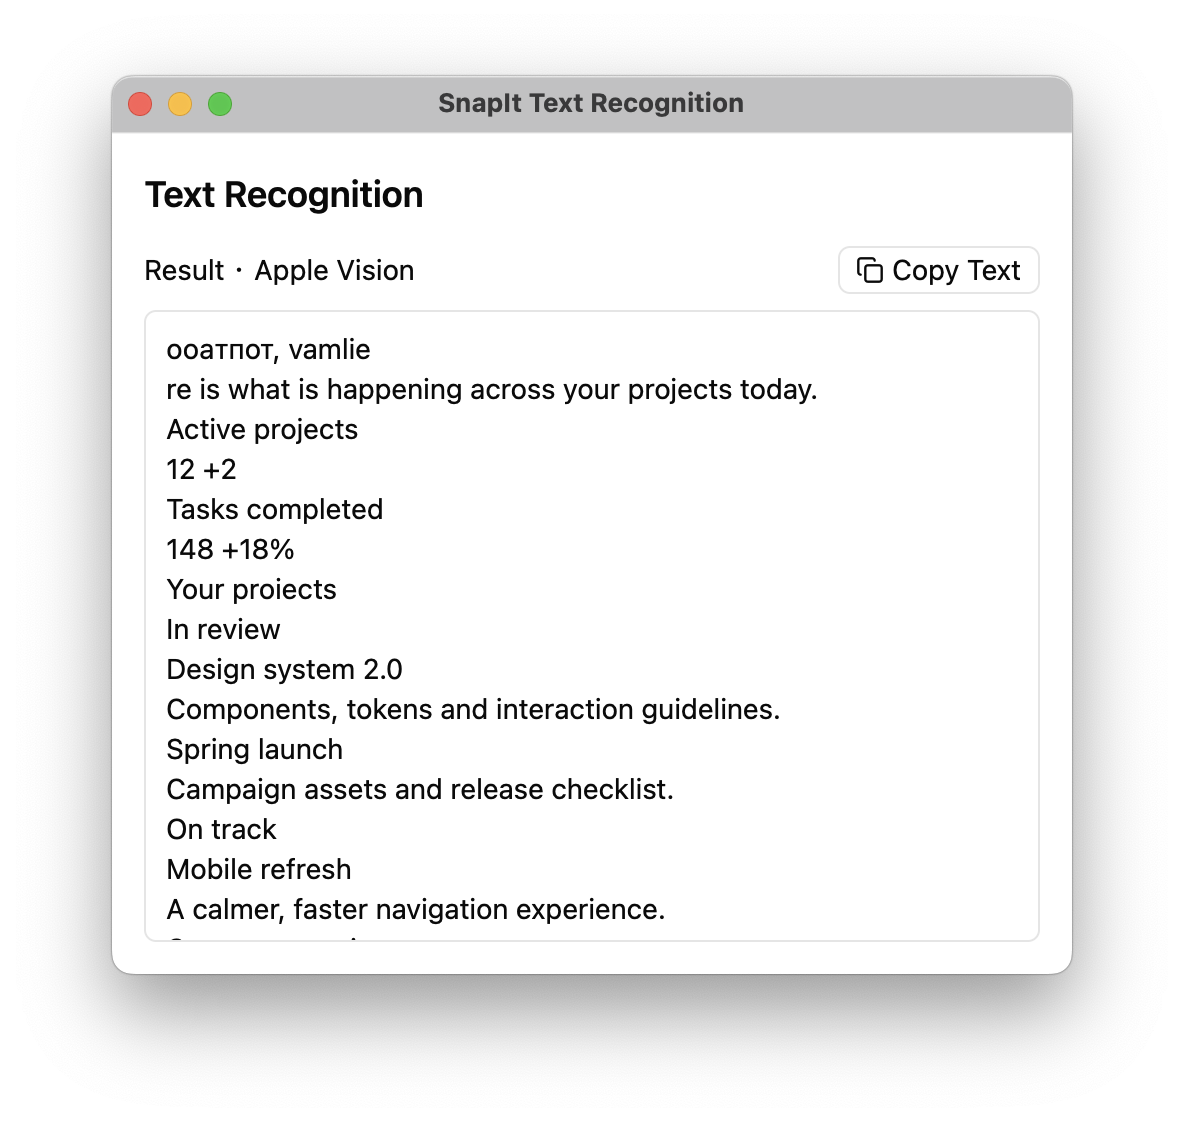 SnapIt Text Recognition
Text Recognition
Result · Apple Vision
Copy Text
ооатпот, vamlie
re is what is happening across your projects today.
Active projects
12 +2
Tasks completed
148 +18%
Your proiects
In review
Design system 2.0
Components, tokens and interaction guidelines.
Spring launch
Campaign assets and release checklist.
On track
Mobile refresh
A calmer, faster navigation experience.